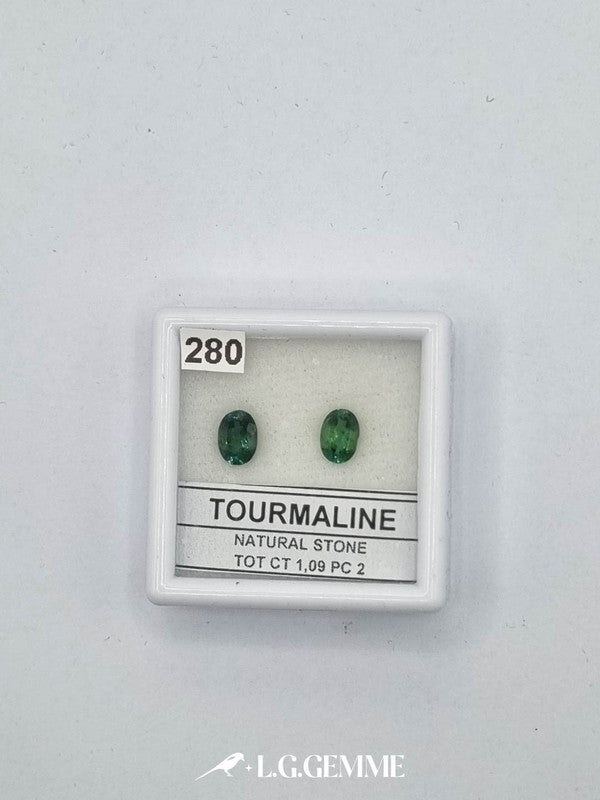 280
TOURMALINE
NATURAL STONE
TOT CT 1,09 PC 2
L.G.GEMME